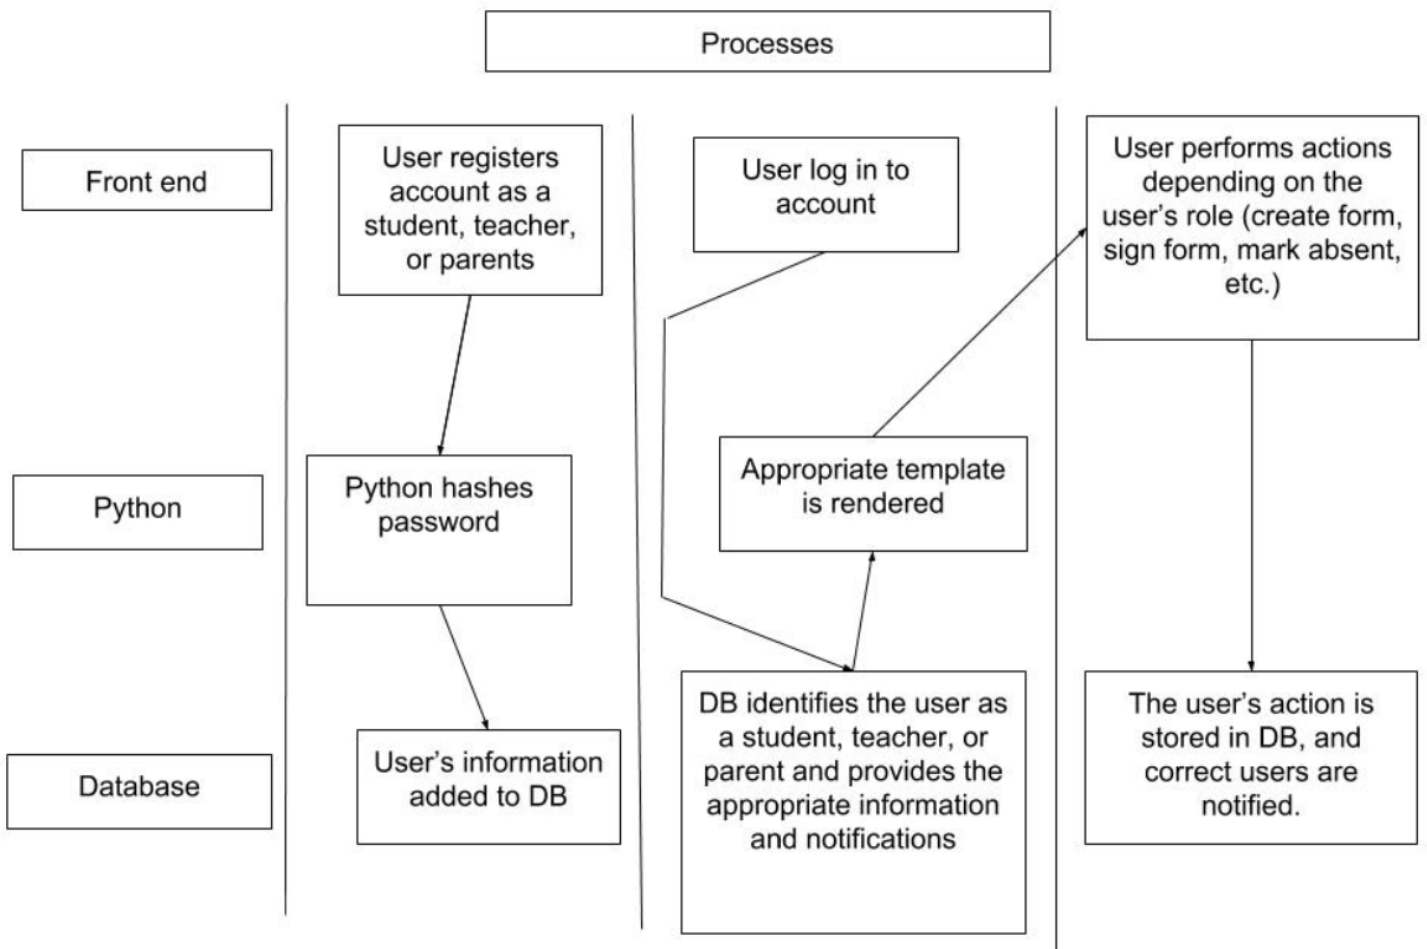 Processes
Front end
User registers
account as a
student, teacher,
or parents
User log in to
account
User performs actions
depending on the
user's role (create form,
sign form, mark absent,
etc.)
Python
Python hashes
password
Appropriate template
is rendered
Database
User's information
added to DB
DB identifies the user as
a student, teacher, or
parent and provides the
appropriate information
and notifications
The user's action is
stored in DB, and
correct users are
notified.